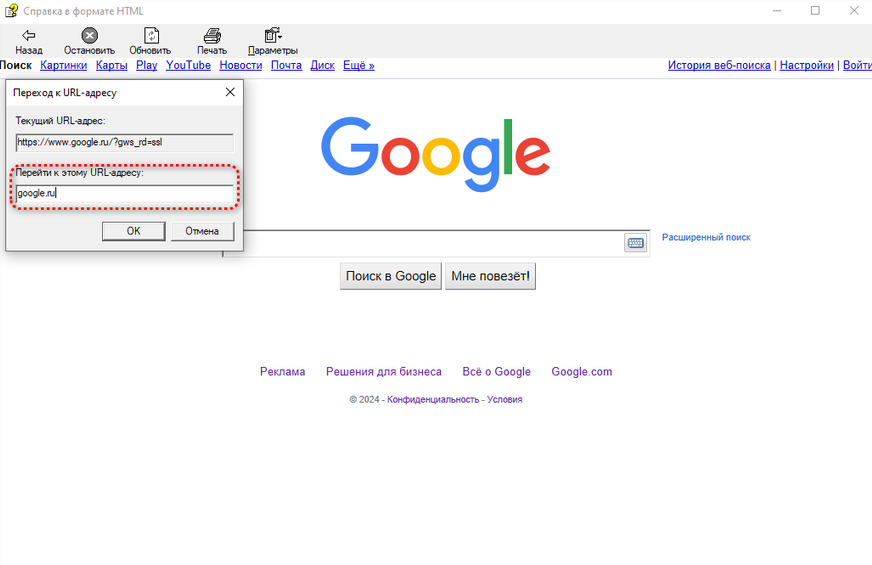 Справка в формате HTML
Назад Остановить Обновить Печать Параметры
Поиск Картинки Карты Play YouTube Новости Почта Диск Ещё » История веб-поиска | Настройки | Войти
Переход к URL-адресу
Текущий URL-адрес:
https://www.google.ru/?gws_rd=ssl
Перейти к этому URL-адресу:
google.ru
ОК Отмена
Google
Расширенный поиск
Поиск в Google Мне повезёт!
Реклама Решения для бизнеса Всё о Google Google.com
© 2024 - Конфиденциальность - Условия